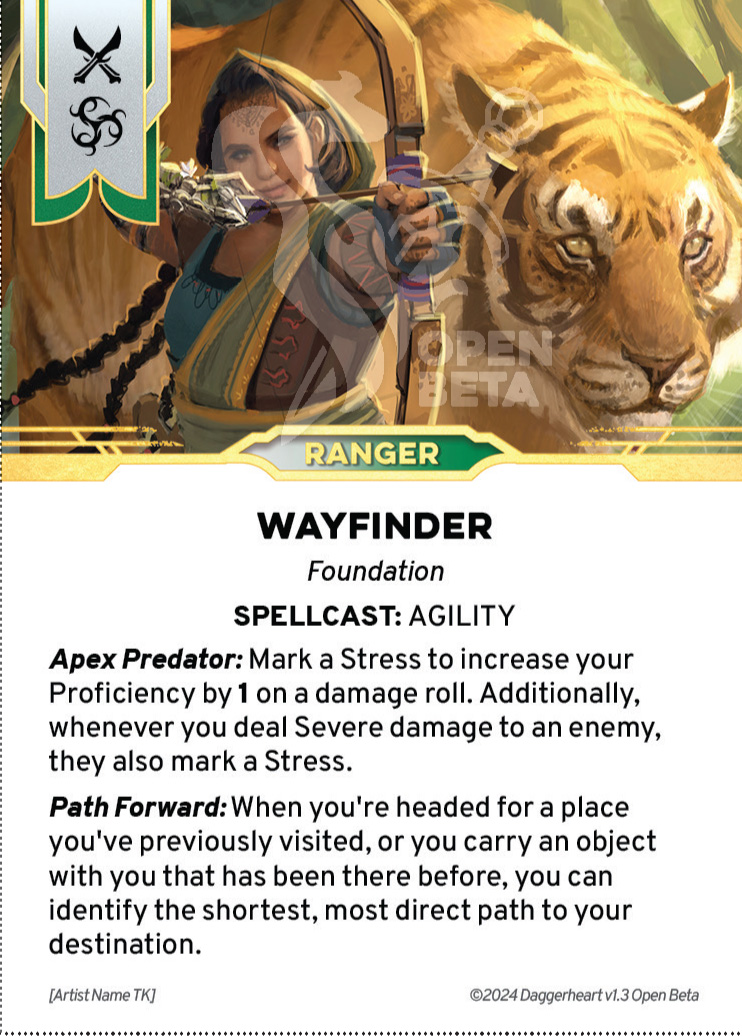 OPEN
BETA
RANGER
WAYFINDER
Foundation
SPELLCAST: AGILITY
Apex Predator: Mark a Stress to increase your
Proficiency by 1 on a damage roll. Additionally,
whenever you deal Severe damage to an enemy,
they also mark a Stress.
Path Forward: When you're headed for a place
you've previously visited, or you carry an object
with you that has been there before, you can
identify the shortest, most direct path to your
destination.
[Artist Name TK]
©2024 Daggerheart v1.3 Open Beta